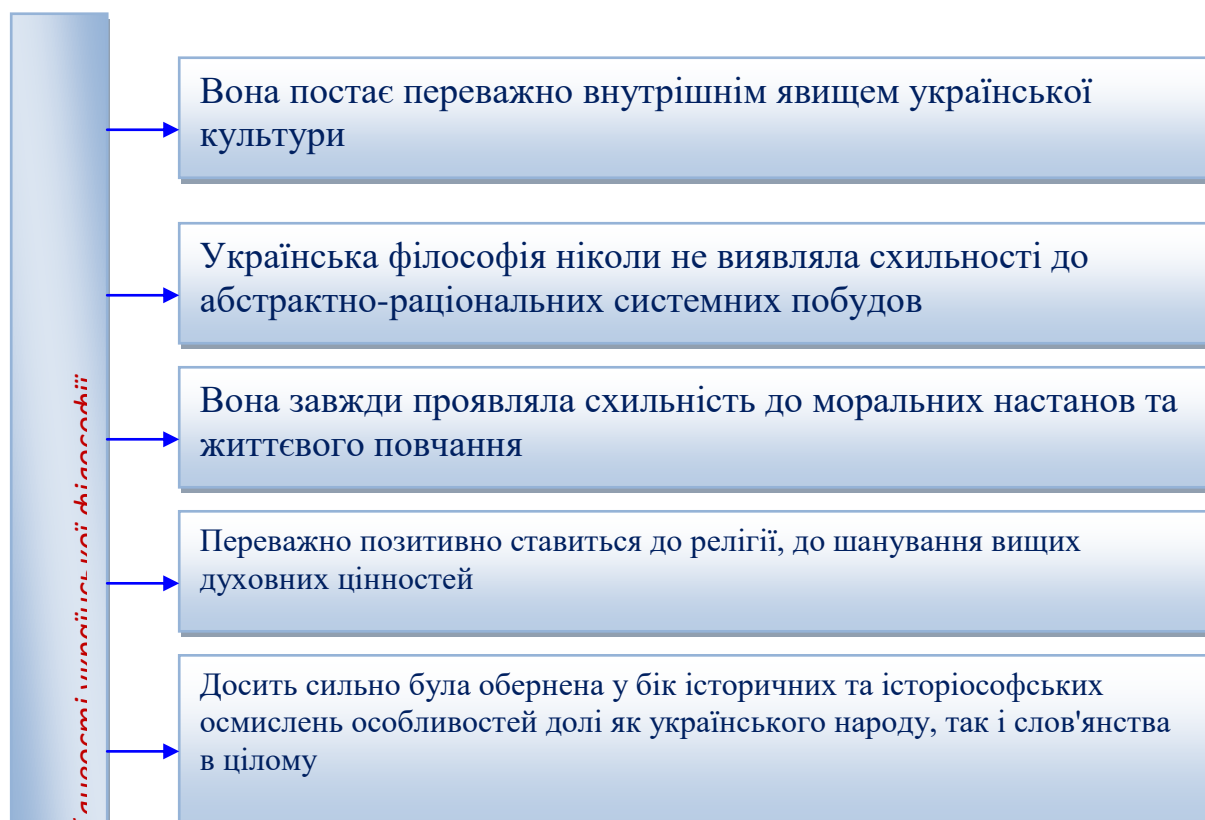 Вона постає переважно внутрішнім явищем української
культури
Українська філософія ніколи не виявляла схильності до
абстрактно-раціональних системних побудов
Вона завжди проявляла схильність до моральних настанов та
життєвого повчання
Переважно позитивно ставиться до релігії, до шанування вищих
духовних цінностей
Досить сильно була обернена у бік історичних та історіософських
осмислень особливостей долі як українського народу, так і слов'янства
в цілому
української філософії